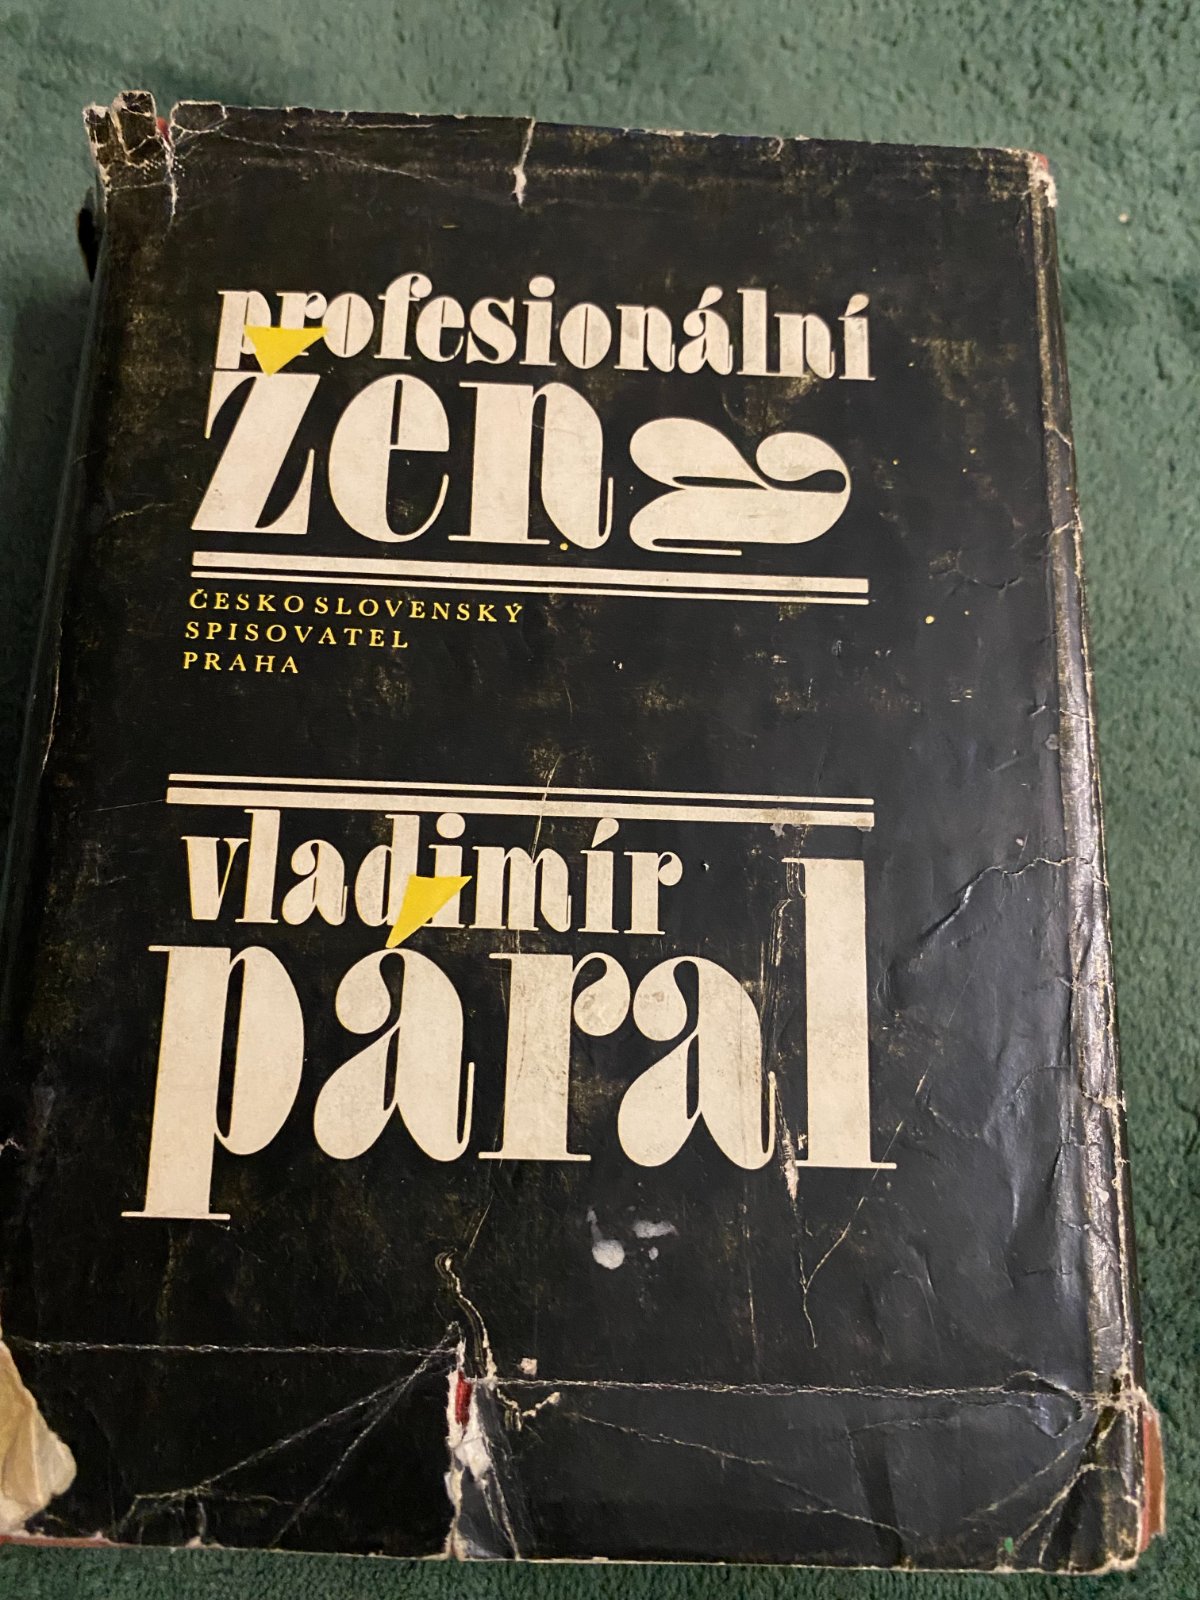 profesionální
žena
ČESKOSLOVENSKÝ
SPISOVATEL
PRAHA
vladimír
páral